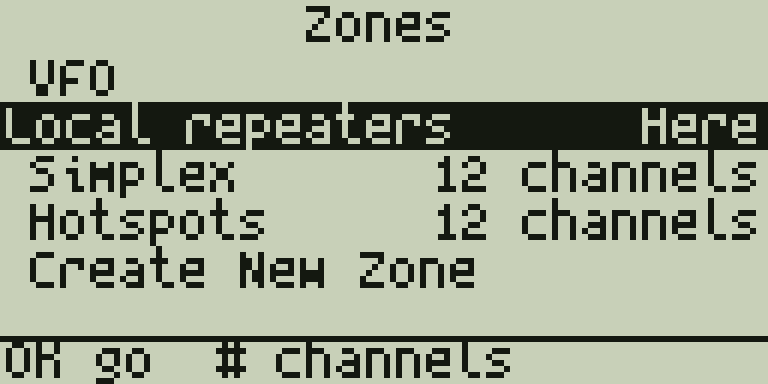 Zones
VFO
Local repeaters Here
Simplex 12 channels
Hotspots 12 channels
Create New Zone
OK go # channels